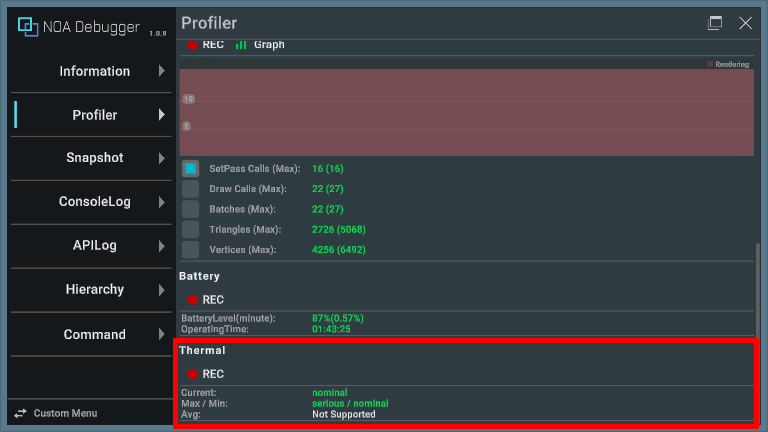 NOA Debugger 1.0.0
Information
Profiler
Snapshot
ConsoleLog
APILog
Hierarchy
Command
Custom Menu
Profiler
REC Graph
Rendering
10
5
SetPass Calls (Max): 16 (16)
Draw Calls (Max): 22 (27)
Batches (Max): 22 (27)
Triangles (Max): 2726 (5068)
Vertices (Max): 4256 (6492)
Battery
REC
BatteryLevel(minute): 87%(0.57%)
OperatingTime: 01:43:25
Thermal
REC
Current: nominal
Max / Min: serious / nominal
Avg: Not Supported